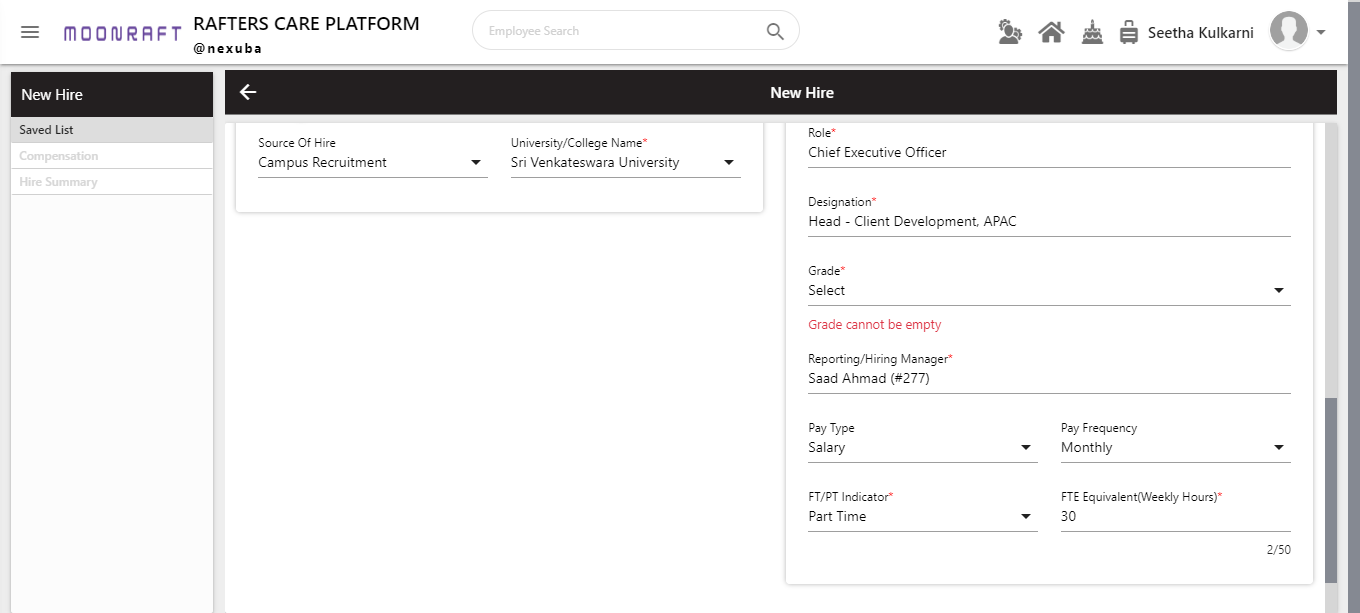 MOONRAFT
RAFTERS CARE PLATFORM
@nexuba
Employee Search
Seetha Kulkarni
New Hire
Saved List
Compensation
Hire Summary
New Hire
Source Of Hire
Campus Recruitment
University/College Name*
Sri Venkateswara University
Role*
Chief Executive Officer
Designation*
Head - Client Development, APAC
Grade*
Select
Grade cannot be empty
Reporting/Hiring Manager*
Saad Ahmad (#277)
Pay Type
Salary
Pay Frequency
Monthly
FT/PT Indicator*
Part Time
FTE Equivalent(Weekly Hours)*
30
2/50